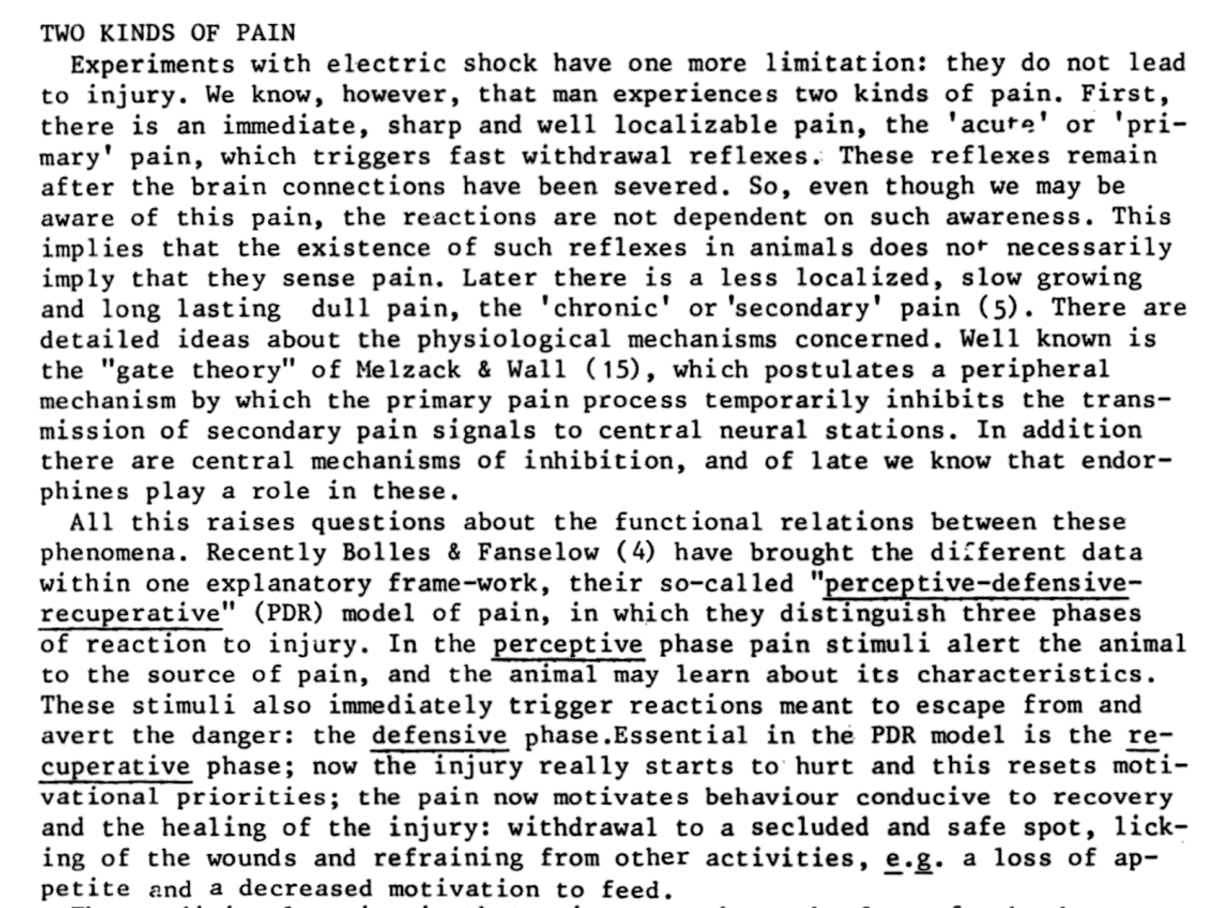 TWO KINDS OF PAIN
Experiments with electric shock have one more limitation: they do not lead
to injury. We know, however, that man experiences two kinds of pain. First,
there is an immediate, sharp and well localizable pain, the 'acute' or 'pri-
mary' pain, which triggers fast withdrawal reflexes. These reflexes remain
after the brain connections have been severed. So, even though we may be
aware of this pain, the reactions are not dependent on such awareness. This
implies that the existence of such reflexes in animals does not necessarily
imply that they sense pain. Later there is a less localized, slow growing
and long lasting dull pain, the 'chronic' or 'secondary' pain (5). There are
detailed ideas about the physiological mechanisms concerned. Well known is
the "gate theory" of Melzack & Wall (15), which postulates a peripheral
mechanism by which the primary pain process temporarily inhibits the trans-
mission of secondary pain signals to central neural stations. In addition
there are central mechanisms of inhibition, and of late we know that endor-
phines play a role in these.
All this raises questions about the functional relations between these
phenomena. Recently Bolles & Fanselow (4) have brought the different data
within one explanatory frame-work, their so-called "perceptive-defensive-
recuperative" (PDR) model of pain, in which they distinguish three phases
of reaction to injury. In the perceptive phase pain stimuli alert the animal
to the source of pain, and the animal may learn about its characteristics.
These stimuli also immediately trigger reactions meant to escape from and
avert the danger: the defensive phase.Essential in the PDR model is the re-
cuperative phase; now the injury really starts to hurt and this resets moti-
vational priorities; the pain now motivates behaviour conducive to recovery
and the healing of the injury: withdrawal to a secluded and safe spot, lick-
ing of the wounds and refraining from other activities, e.g. a loss of ap-
petite and a decreased motivation to feed.